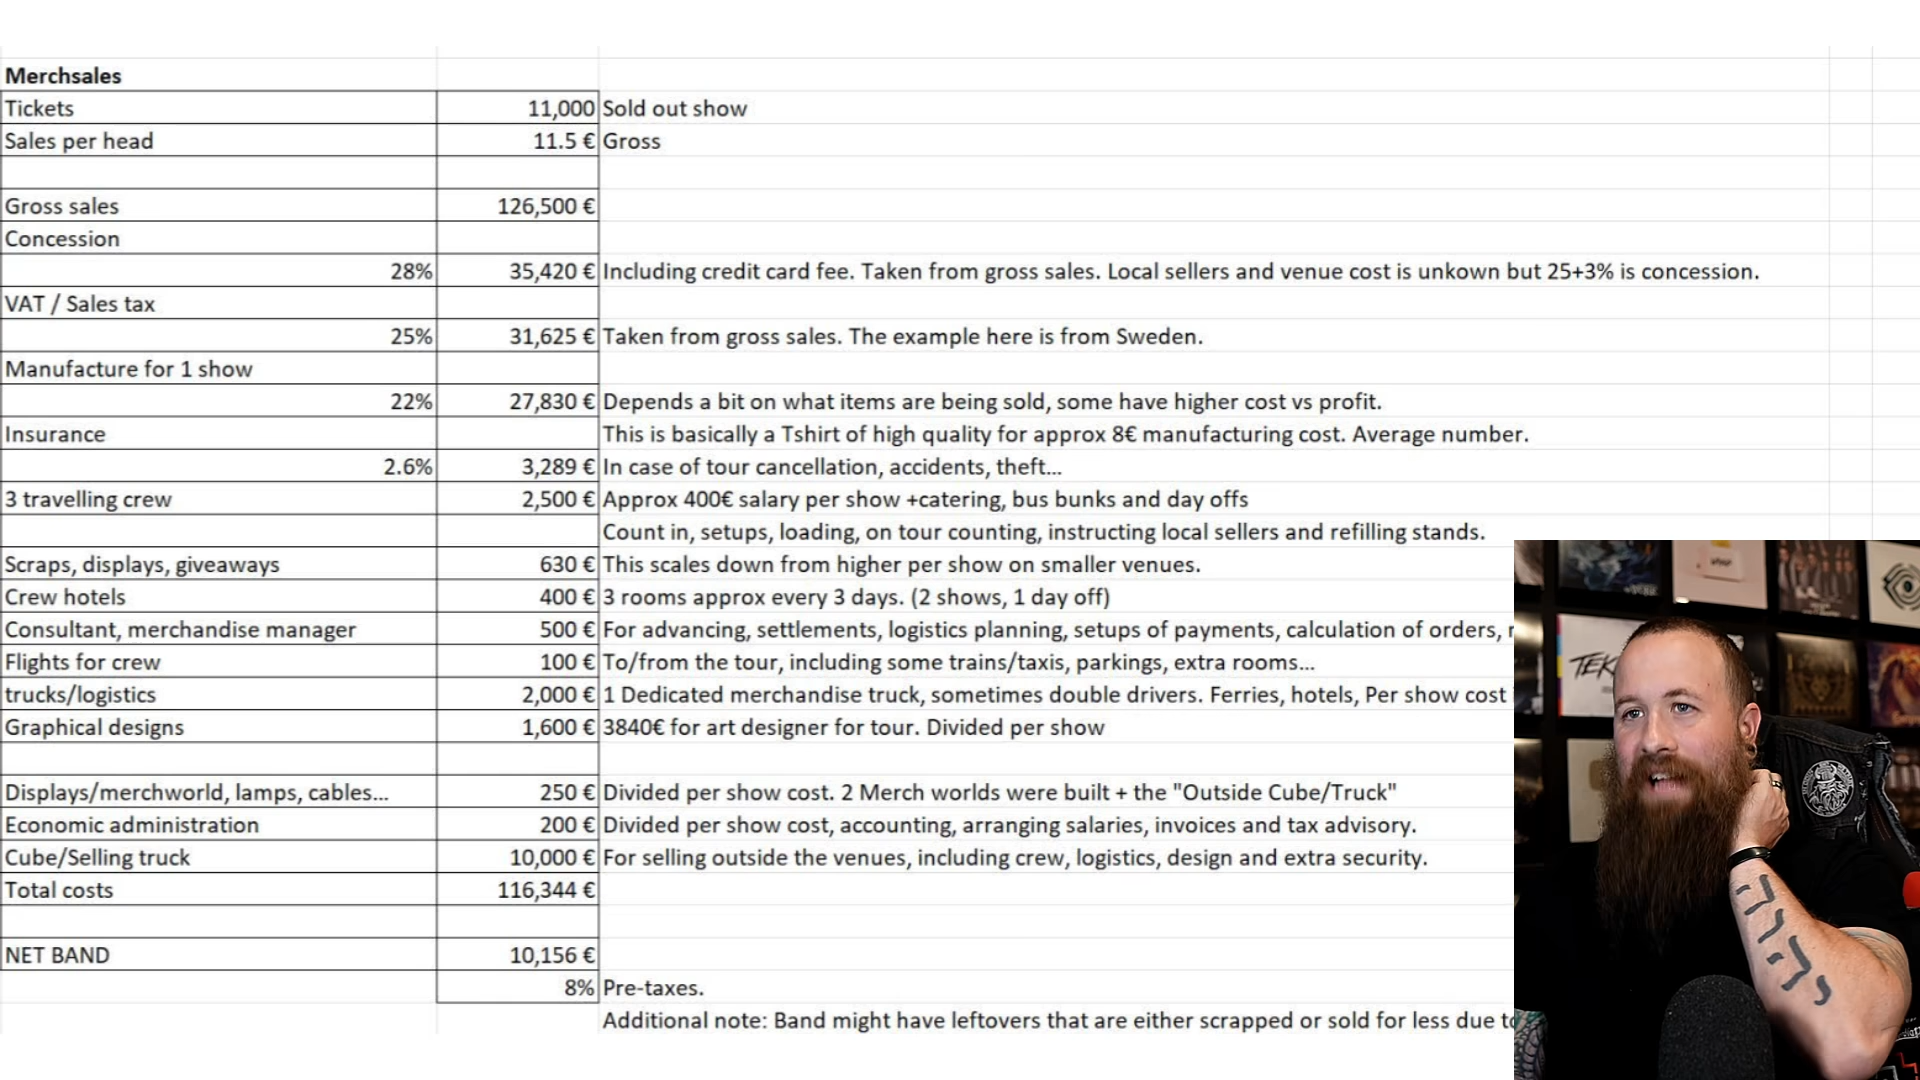 Merchsales
Tickets 11,000 Sold out show
Sales per head 11.5 € Gross
Gross sales 126,500 €
Concession
28% 35,420 € Including credit card fee. Taken from gross sales. Local sellers and venue cost is unkown but 25+3% is concession.
VAT / Sales tax
25% 31,625 € Taken from gross sales. The example here is from Sweden.
Manufacture for 1 show
22% 27,830 € Depends a bit on what items are being sold, some have higher cost vs profit.
Insurance This is basically a Tshirt of high quality for approx 8€ manufacturing cost. Average number.
2.6% 3,289 € In case of tour cancellation, accidents, theft...
3 travelling crew 2,500 € Approx 400€ salary per show +catering, bus bunks and day offs
Count in, setups, loading, on tour counting, instructing local sellers and refilling stands.
Scraps, displays, giveaways 630 € This scales down from higher per show on smaller venues.
Crew hotels 400 € 3 rooms approx every 3 days. (2 shows, 1 day off)
Consultant, merchandise manager 500 € For advancing, settlements, logistics planning, setups of payments, calculation of orders,
Flights for crew 100 € To/from the tour, including some trains/taxis, parkings, extra rooms...
trucks/logistics 2,000 € 1 Dedicated merchandise truck, sometimes double drivers. Ferries, hotels, Per show cost
Graphical designs 1,600 € 3840€ for art designer for tour. Divided per show
Displays/merchworld, lamps, cables... 250 € Divided per show cost. 2 Merch worlds were built + the "Outside Cube/Truck"
Economic administration 200 € Divided per show cost, accounting, arranging salaries, invoices and tax advisory.
Cube/Selling truck 10,000 € For selling outside the venues, including crew, logistics, design and extra security.
Total costs 116,344 €
NET BAND 10,156 €
8% Pre-taxes.
Additional note: Band might have leftovers that are either scrapped or sold for less due
יהוה